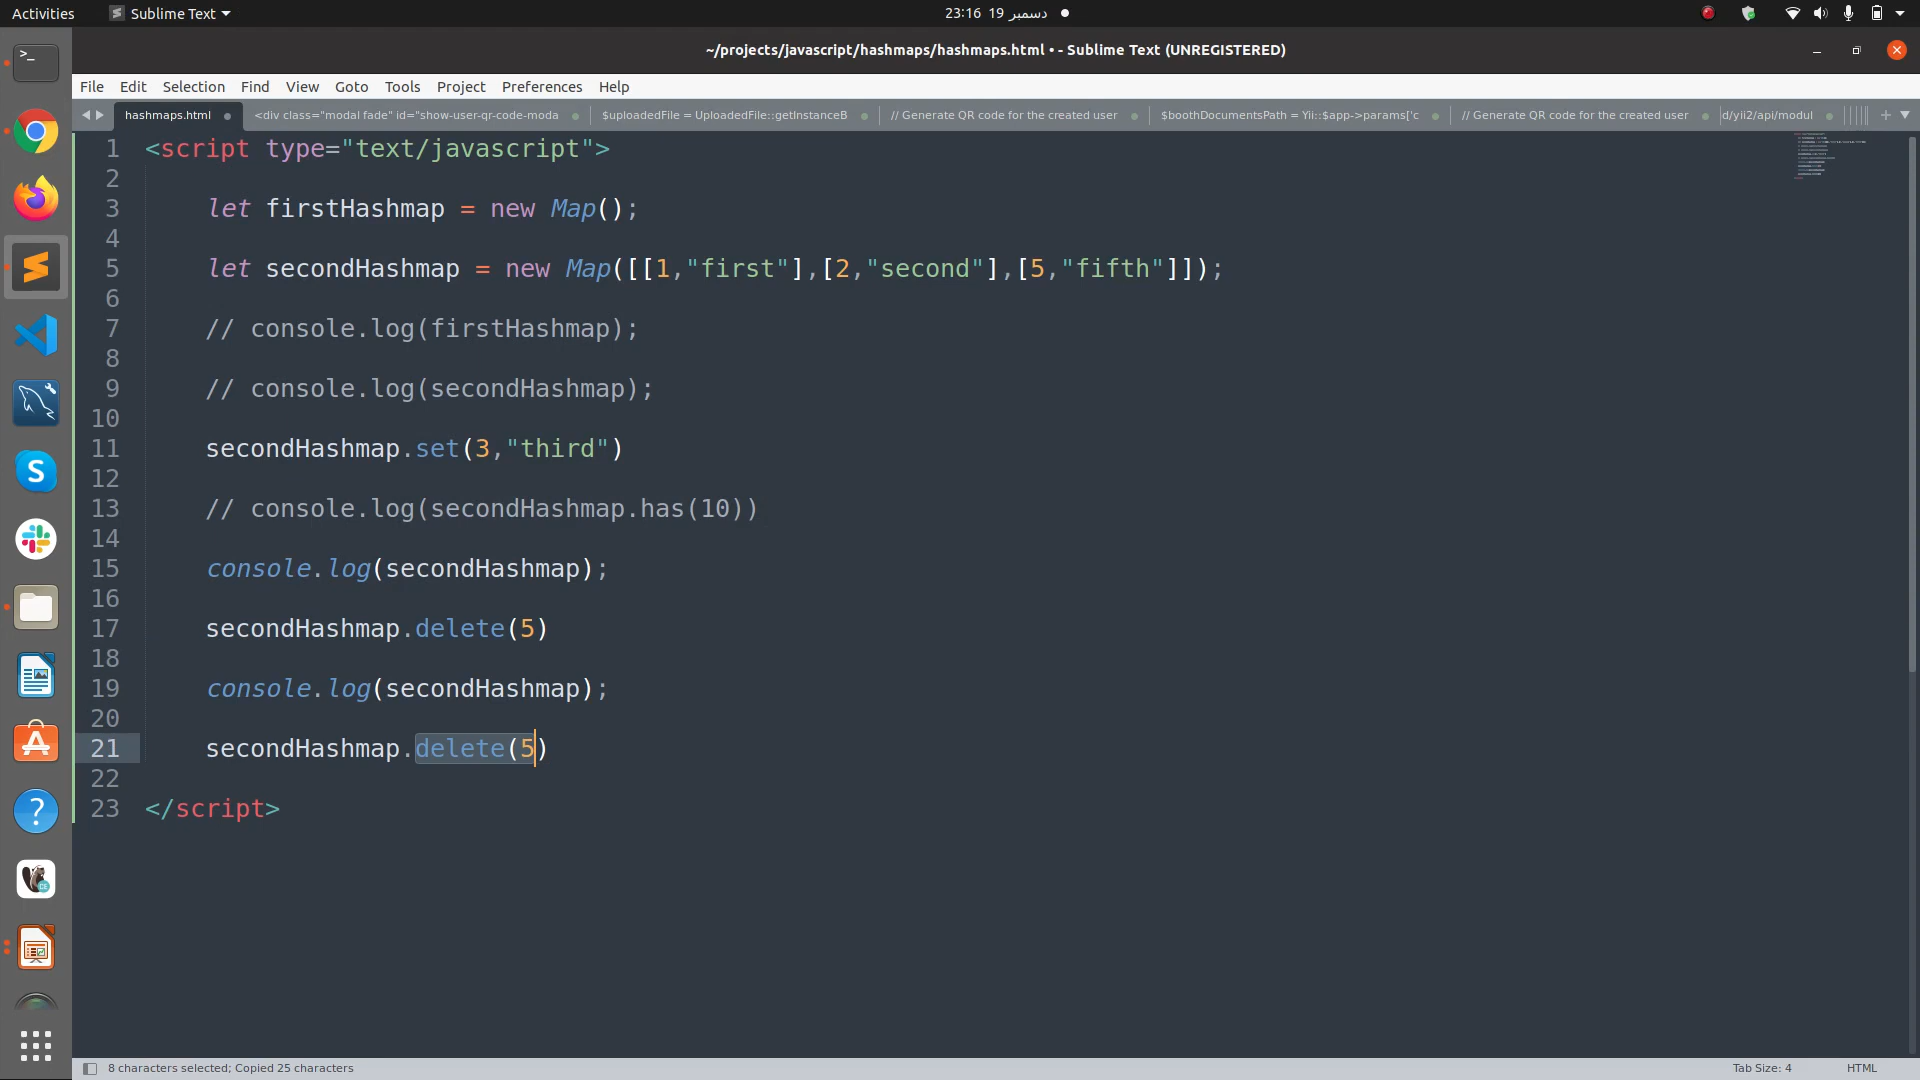 Activities Sublime Text 23:16 19 دسمبر
~/projects/javascript/hashmaps/hashmaps.html • - Sublime Text (UNREGISTERED)
File Edit Selection Find View Goto Tools Project Preferences Help
hashmaps.html <div class="modal fade" id="show-user-qr-code-moda $uploadedFile = UploadedFile::getInstanceB // Generate QR code for the created user $boothDocumentsPath = Yii::$app->params['c // Generate QR code for the created user d/yii2/api/modul
1 <script type="text/javascript">
2
3 let firstHashmap = new Map();
4
5 let secondHashmap = new Map([[1,"first"],[2,"second"],[5,"fifth"]]);
6
7 // console.log(firstHashmap);
8
9 // console.log(secondHashmap);
10
11 secondHashmap.set(3,"third")
12
13 // console.log(secondHashmap.has(10))
14
15 console.log(secondHashmap);
16
17 secondHashmap.delete(5)
18
19 console.log(secondHashmap);
20
21 secondHashmap.delete(5)
22
23 </script>
8 characters selected; Copied 25 characters Tab Size: 4 HTML